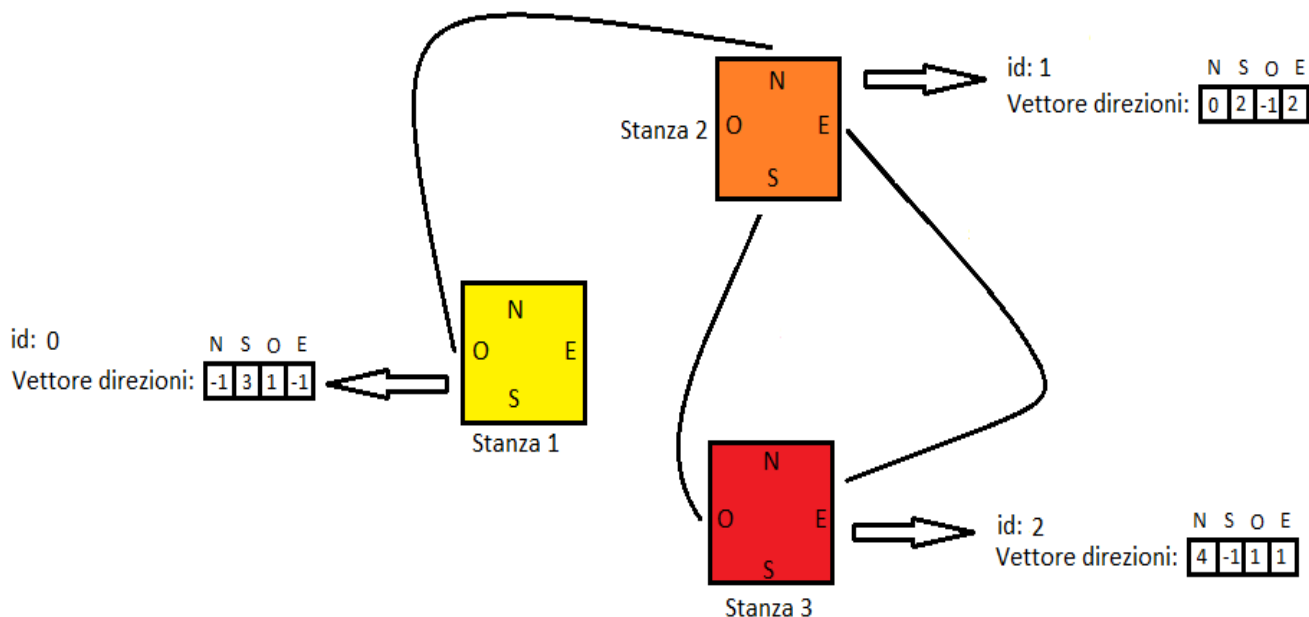 N
O E
S
Stanza 2
id: 1
N S O E
Vettore direzioni: 0 2 -1 2
N
O E
S
Stanza 1
id: 0
N S O E
Vettore direzioni: -1 3 1 -1
N
O E
S
Stanza 3
id: 2
N S O E
Vettore direzioni: 4 -1 1 1